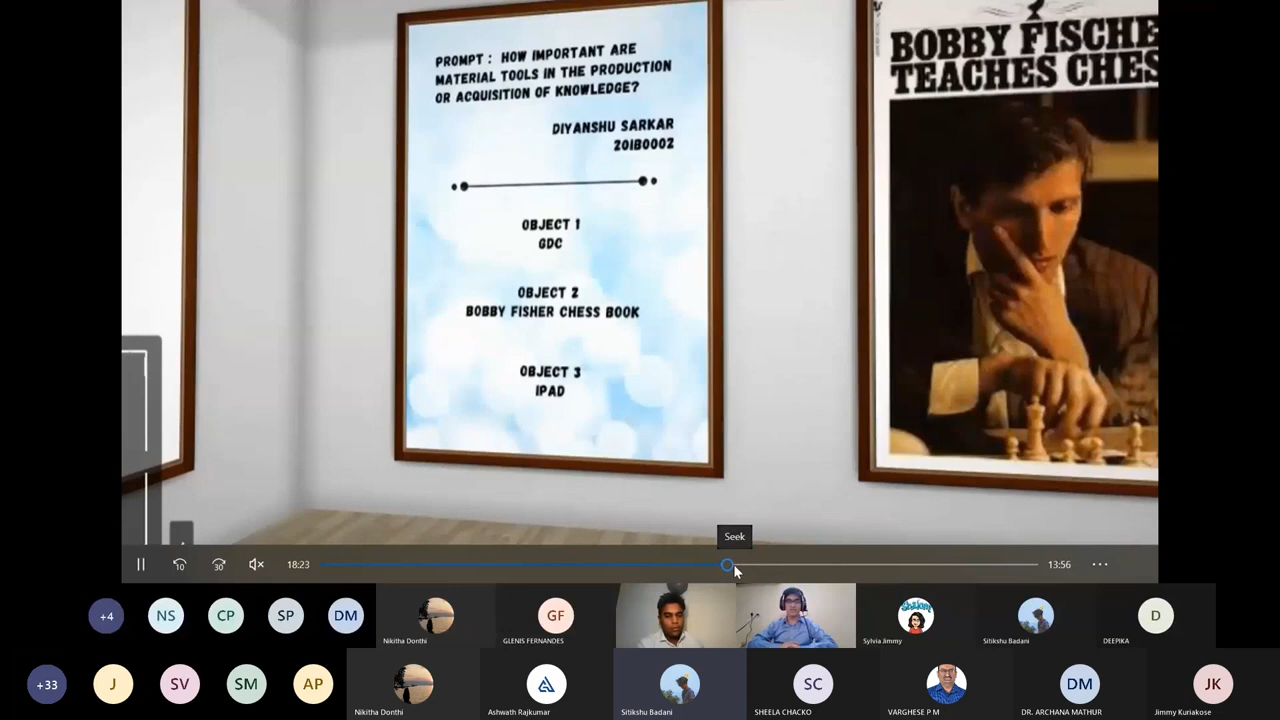 PROMPT : HOW IMPORTANT ARE
MATERIAL TOOLS IN THE PRODUCTION
OR ACQUISITION OF KNOWLEDGE?
DIYANSHU SARKAR
20IB0002
OBJECT 1
GDC
OBJECT 2
BOBBY FISHER CHESS BOOK
OBJECT 3
IPAD
BOBBY FISCHE
TEACHES CHES
Seek
10
30
18:23
13:56
+4
NS
CP
SP
DM
Nikitha Donthi
GF
GLENIS FERNANDES
Shalom
Sylvia Jimmy
Sitikshu Badani
D
DEEPIKA
+33
J
SV
SM
AP
Nikitha Donthi
Ashwath Rajkumar
Sitikshu Badani
SC
SHEELA CHACKO
VARGHESE P M
DM
DR. ARCHANA MATHUR
JK
Jimmy Kuriakose